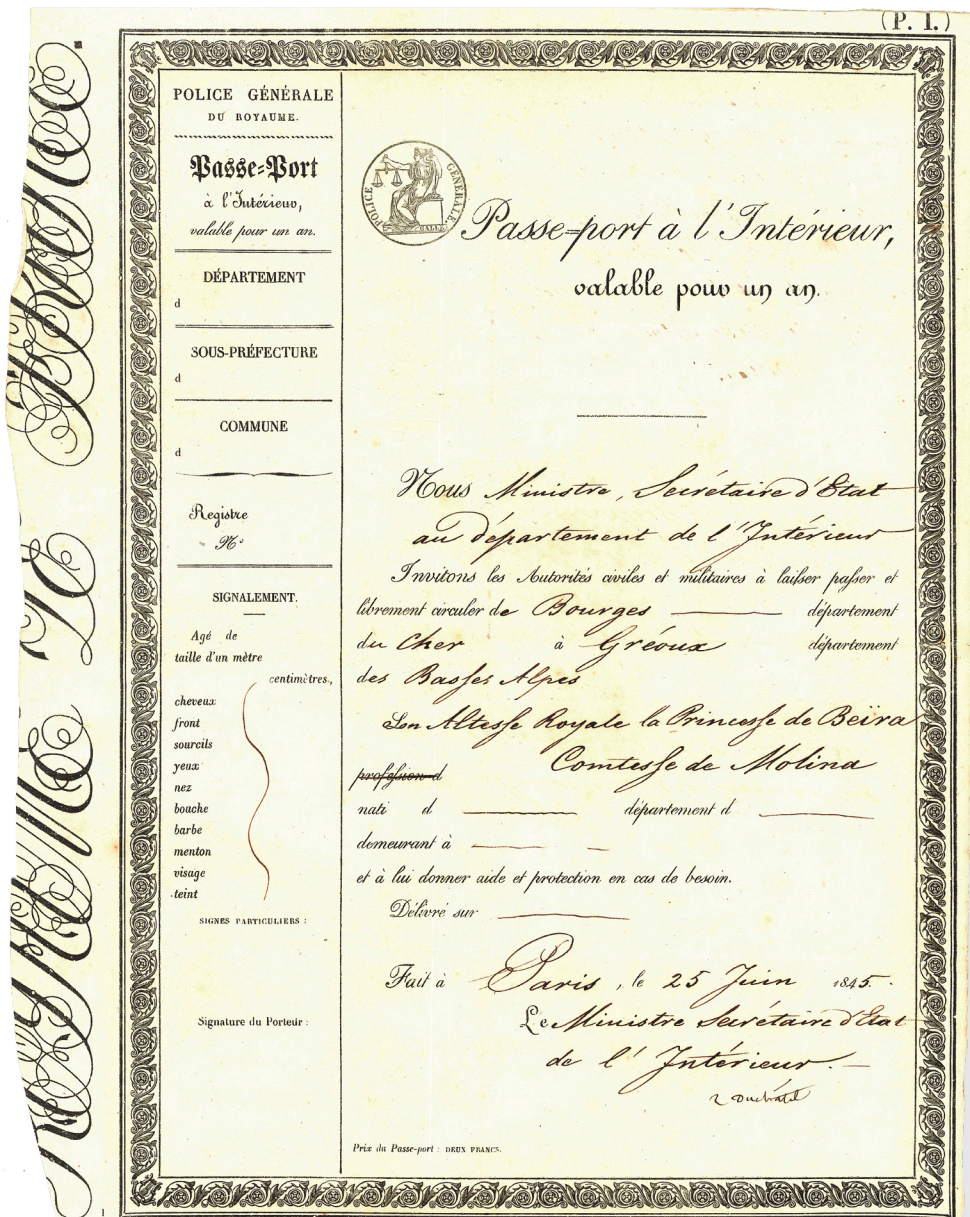 (P. 1.)
ROYAUME DE FRANCE.
POLICE GÉNÉRALE
DU ROYAUME.
Passe=Port
à l'Intérieur,
valable pour un an.
DÉPARTEMENT
d
SOUS-PRÉFECTURE
d
COMMUNE
d
Registre
N°
SIGNALEMENT.
Agé de
taille d'un mètre
centimètres,
cheveux
front
sourcils
yeux
nez
bouche
barbe
menton
visage
teint
SIGNES PARTICULIERS :
Signature du Porteur :
POLICE GÉNÉRALE
Passe=port à l'Intérieur,
valable pour un an.
Nous Ministre, Secrétaire d'Etat
au département de l'Intérieur
Invitons les Autorités civiles et militaires à laisser passer et
librement circuler de Bourges département
du Cher à Gréoux département
des Basses Alpes
Son Altesse Royale la Princesse de Beïra
profession d Comtesse de Molina
nati d département d
demeurant à
et à lui donner aide et protection en cas de besoin.
Délivré sur
Fait à Paris, le 25 Juin 1845.
Le Ministre Secrétaire d'Etat
de l'Intérieur.
Duchâtel
Prix du Passe-port : DEUX FRANCS.